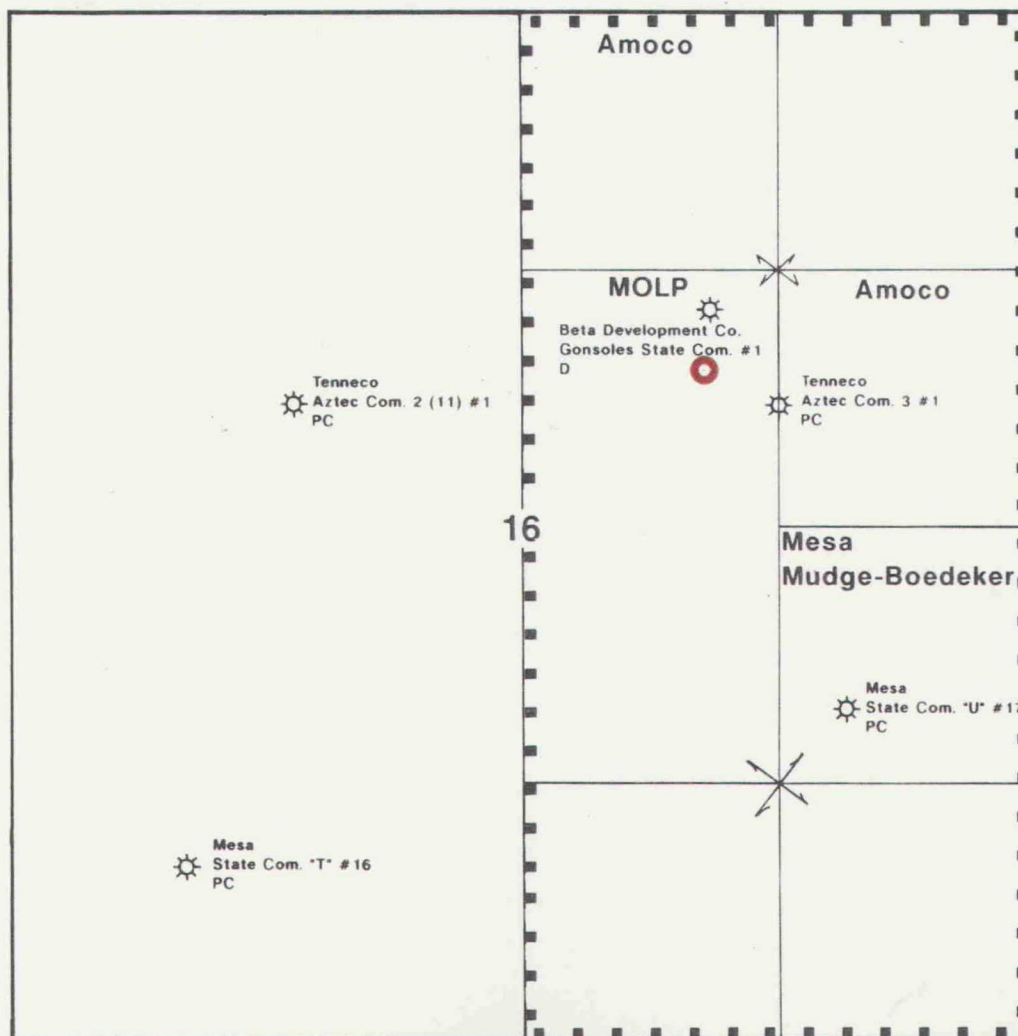 Amoco
MOLP
Amoco
Beta Development Co.
Gonsoles State Com. #1
D
Tenneco
Aztec Com. 2 (11) #1
PC
Tenneco
Aztec Com. 3 #1
PC
16
Mesa
Mudge-Boedeker
Mesa
State Com. "U" #17
PC
Mesa
State Com. "T" #16
PC